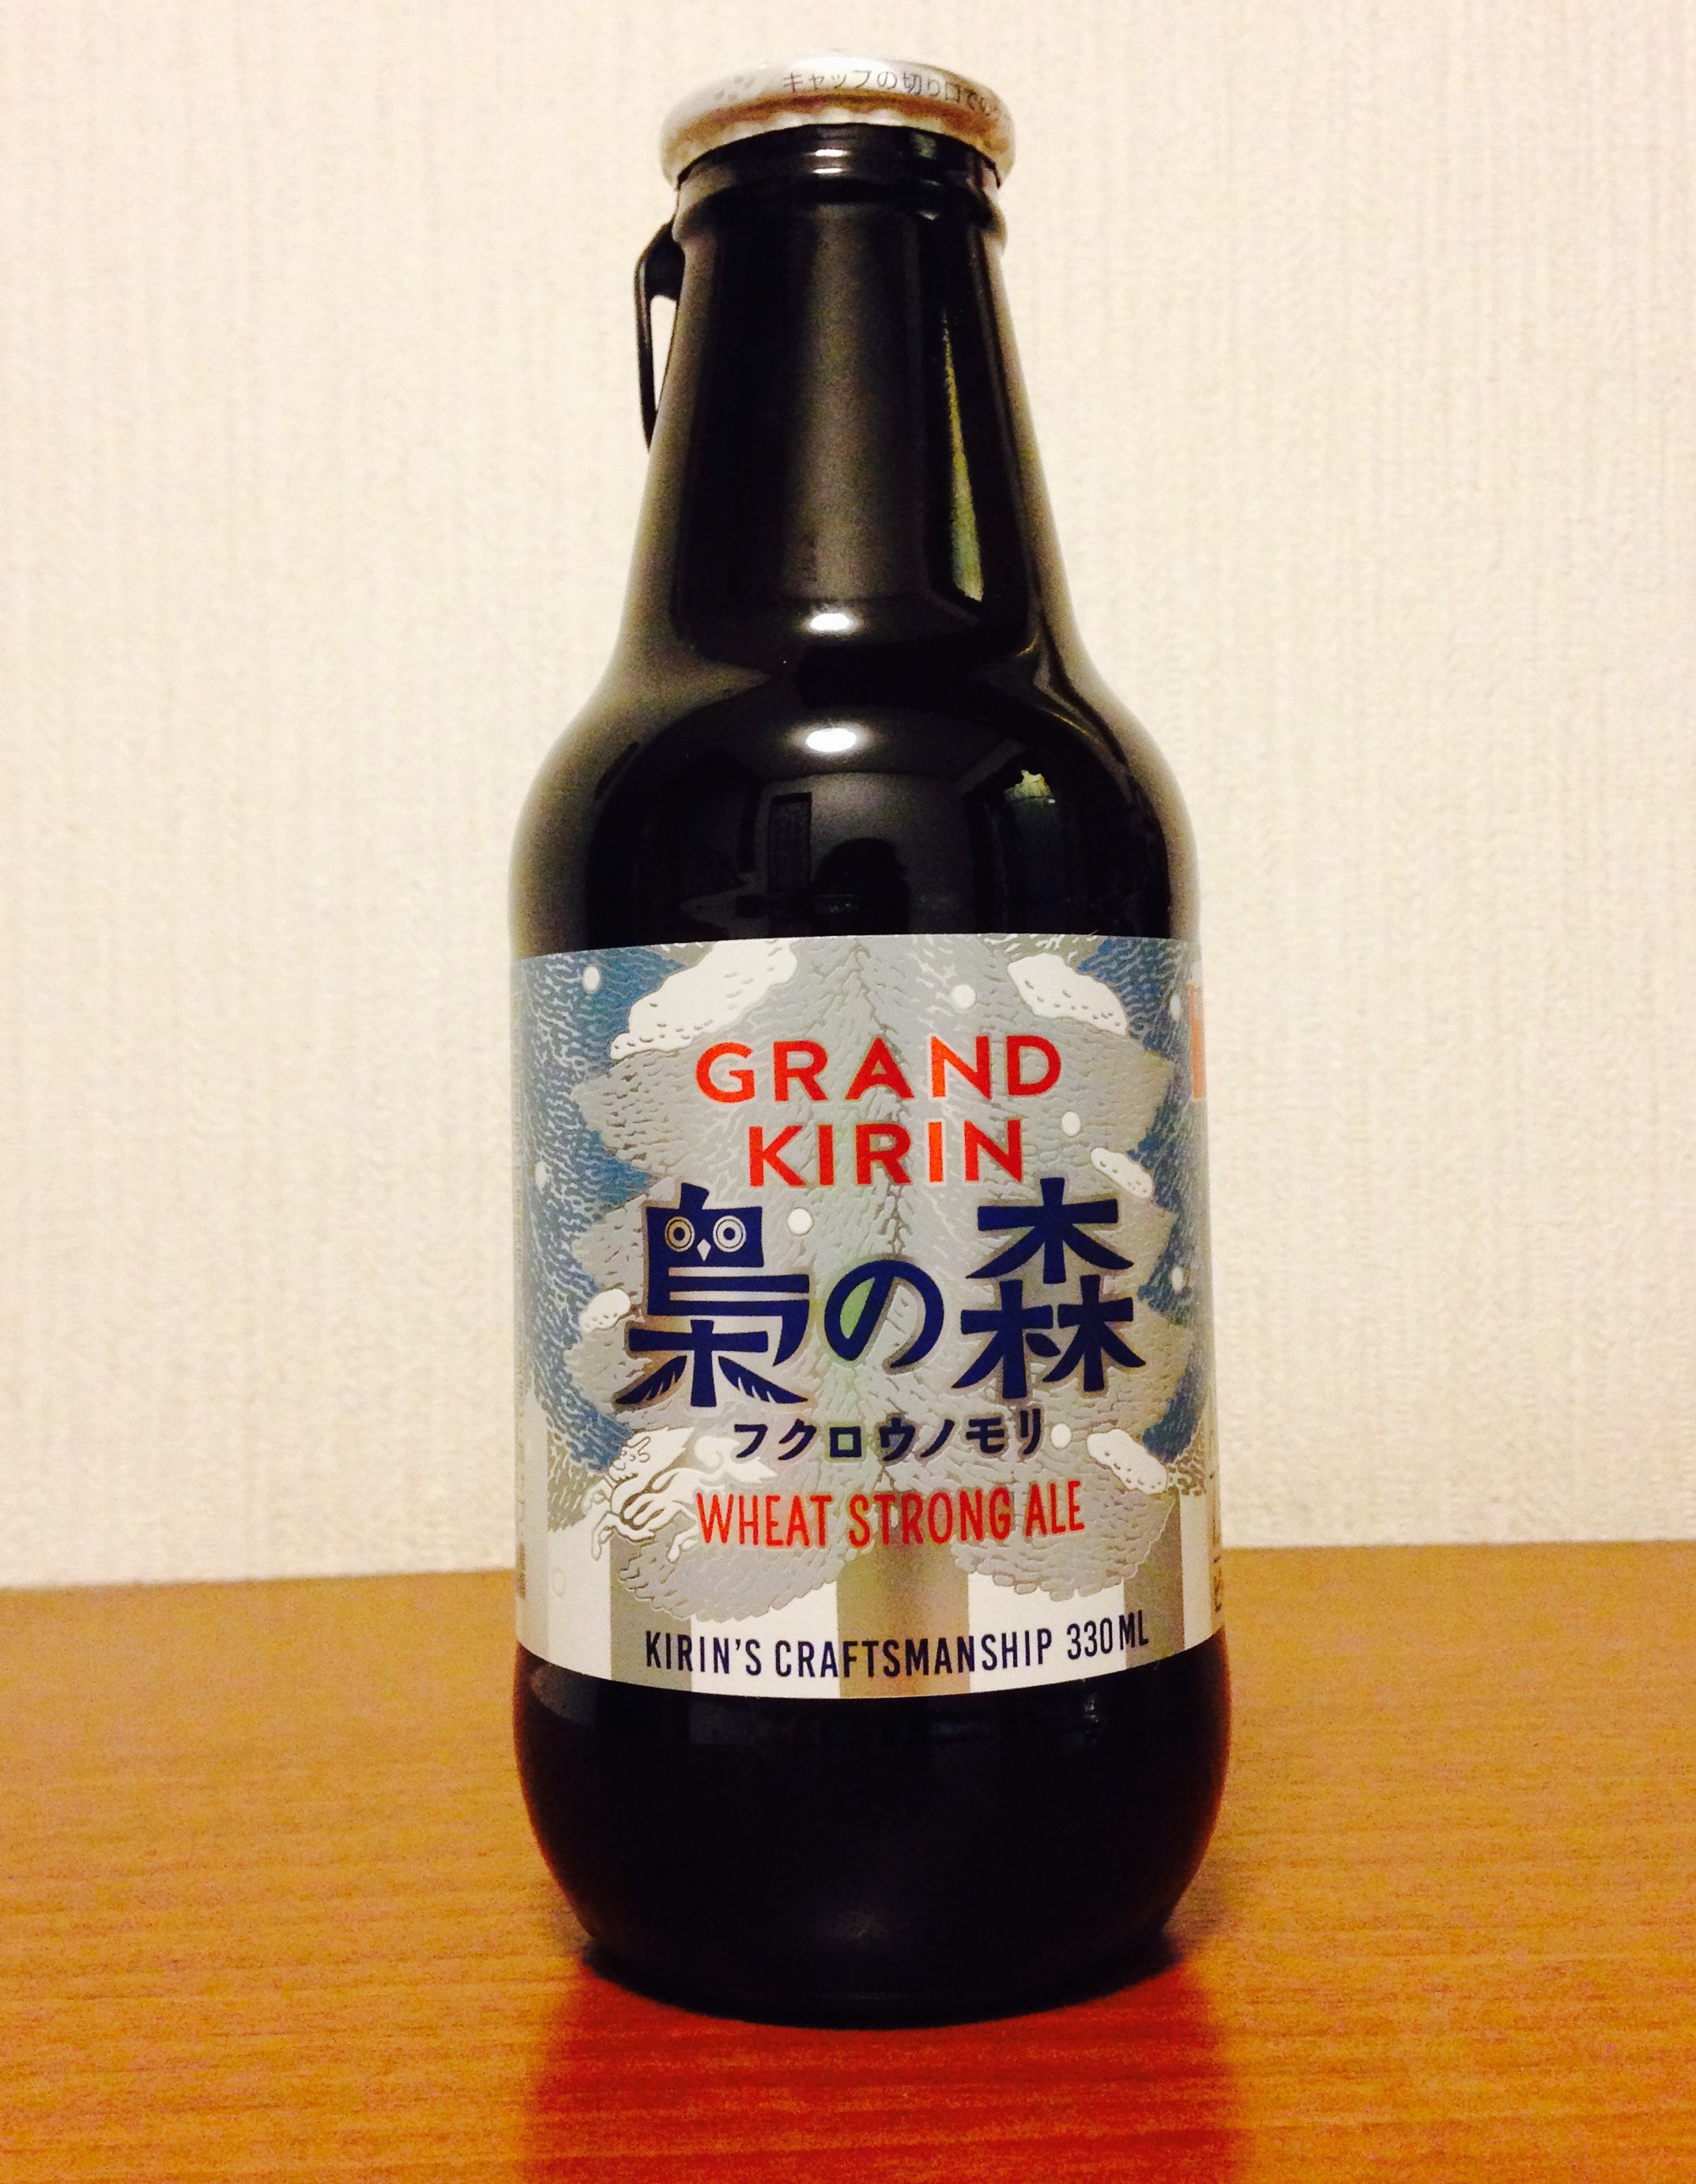 キャップの切り口で
GRAND
KIRIN
梟の森
フクロウノモリ
WHEAT STRONG ALE
KIRIN'S CRAFTSMANSHIP 330ML